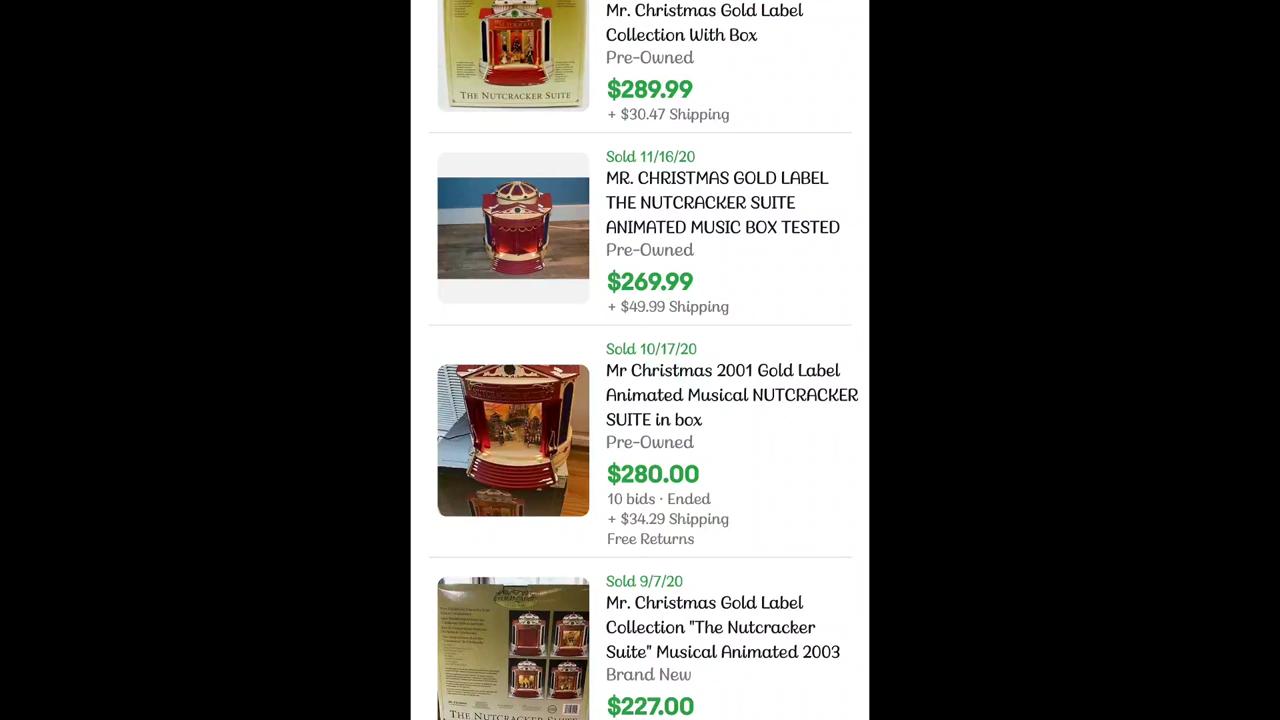 Mr. Christmas Gold Label
Collection With Box
Pre-Owned
$289.99
+ $30.47 Shipping
THE NUTCRACKER SUITE
Sold 11/16/20
MR. CHRISTMAS GOLD LABEL
THE NUTCRACKER SUITE
ANIMATED MUSIC BOX TESTED
Pre-Owned
$269.99
+ $49.99 Shipping
Sold 10/17/20
Mr Christmas 2001 Gold Label
Animated Musical NUTCRACKER
SUITE in box
Pre-Owned
$280.00
10 bids · Ended
+ $34.29 Shipping
Free Returns
Sold 9/7/20
Mr. Christmas Gold Label
Collection "The Nutcracker
Suite" Musical Animated 2003
Brand New
$227.00
THE NUTCRACKER SUITE